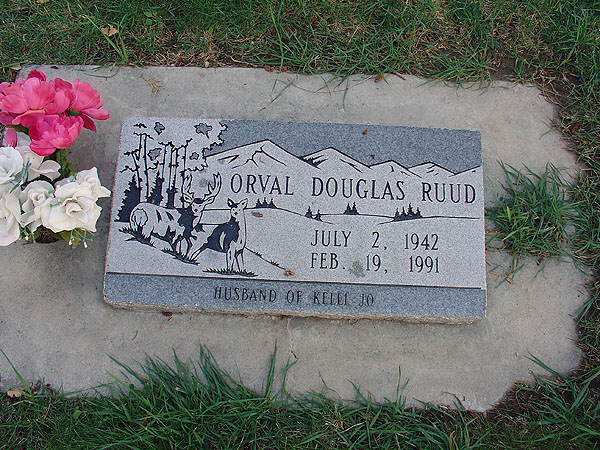 ORVAL DOUGLAS RUUD
JULY 2, 1942
FEB. 19, 1991
HUSBAND OF KELLI JO